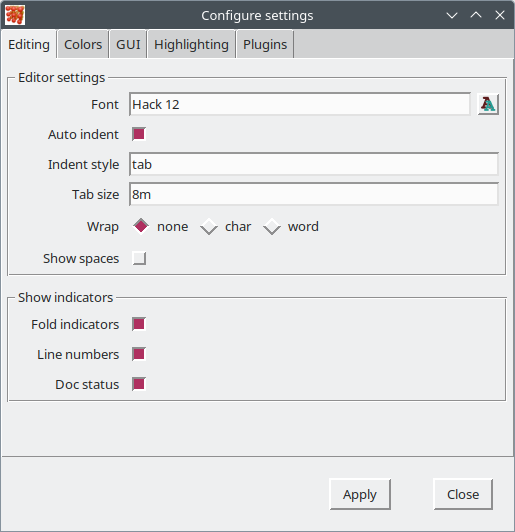 Configure settings
Editing Colors GUI Highlighting Plugins
Editor settings
Font Hack 12
Auto indent
Indent style tab
Tab size 8m
Wrap none char word
Show spaces
Show indicators
Fold indicators
Line numbers
Doc status
Apply Close